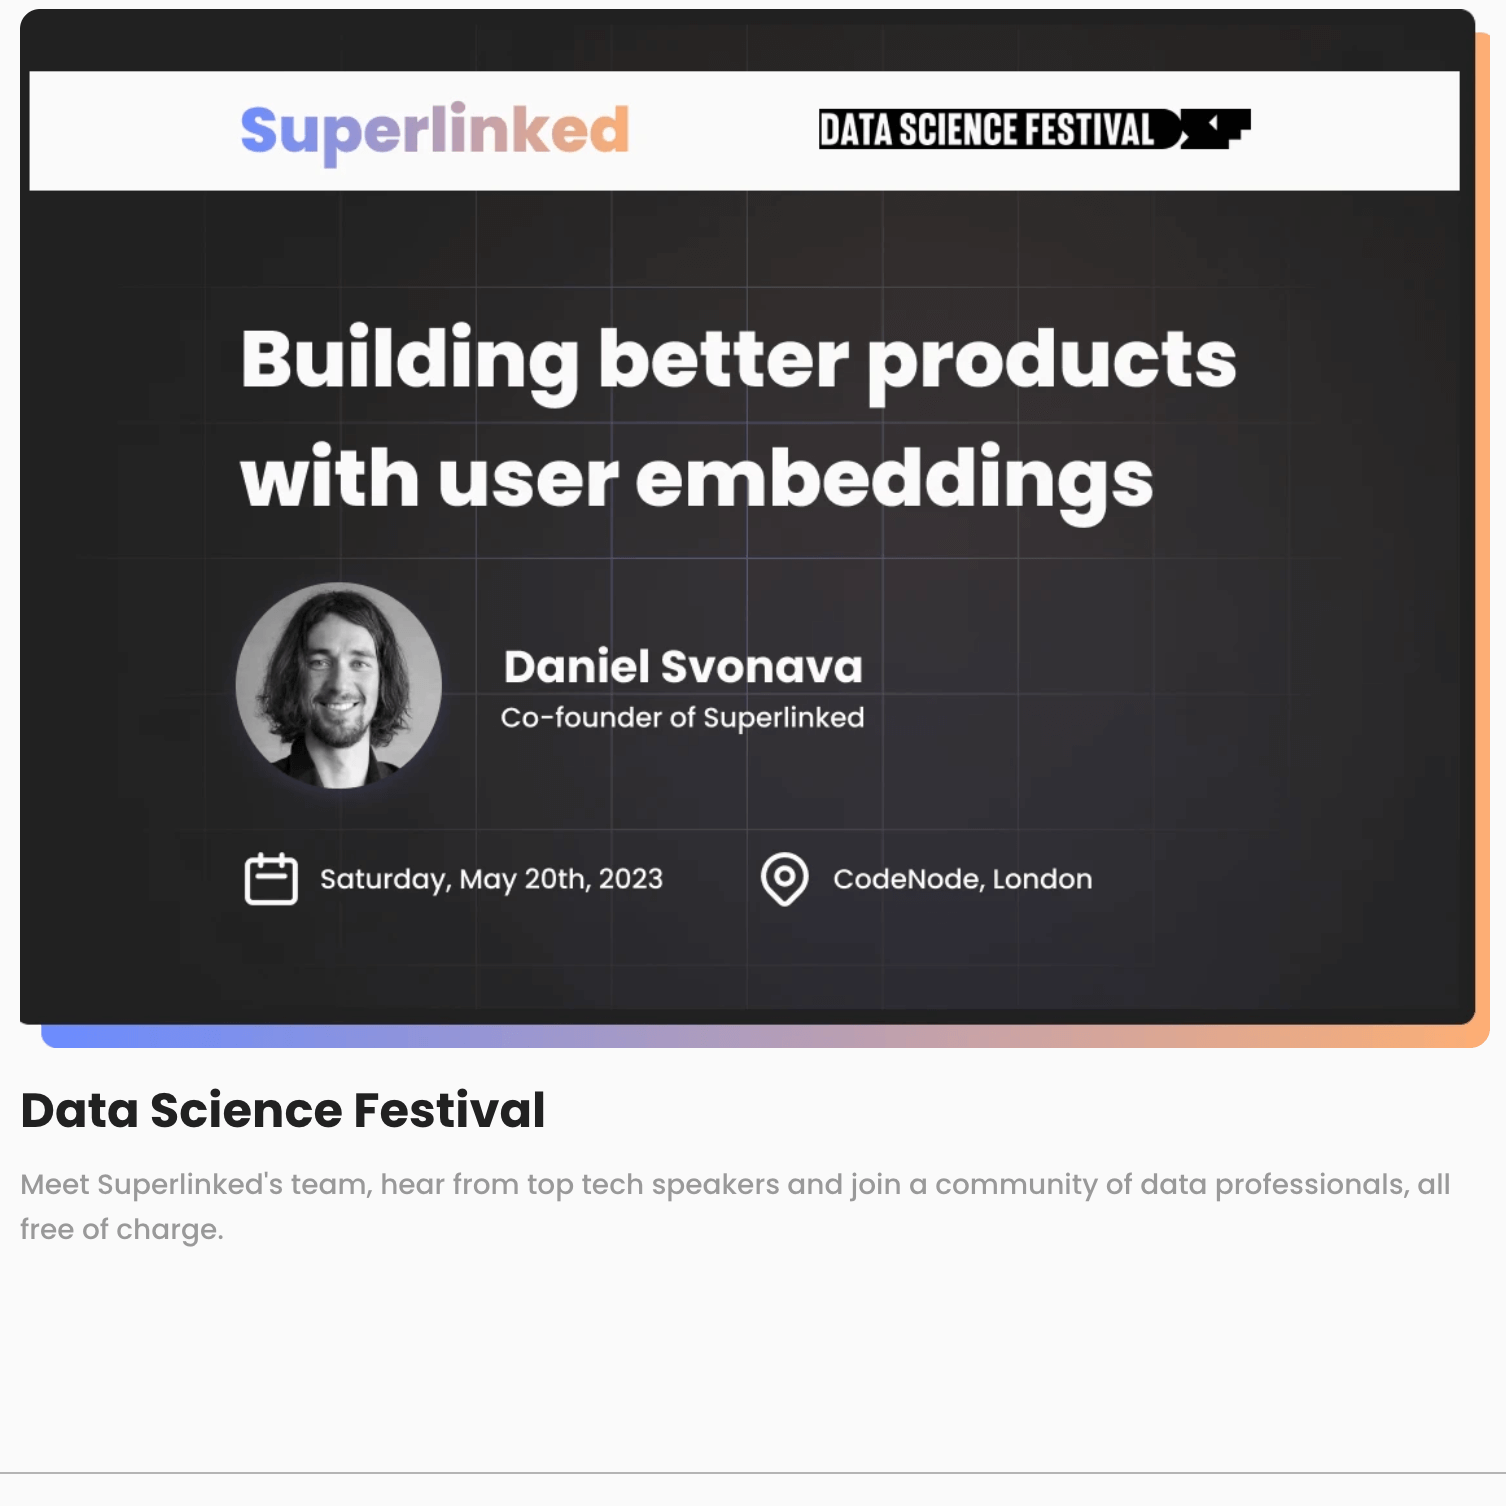 Superlinked
DATA SCIENCE FESTIVAL
Building better products
with user embeddings
Daniel Svonava
Co-founder of Superlinked
Saturday, May 20th, 2023
CodeNode, London
Data Science Festival
Meet Superlinked's team, hear from top tech speakers and join a community of data professionals, all
free of charge.